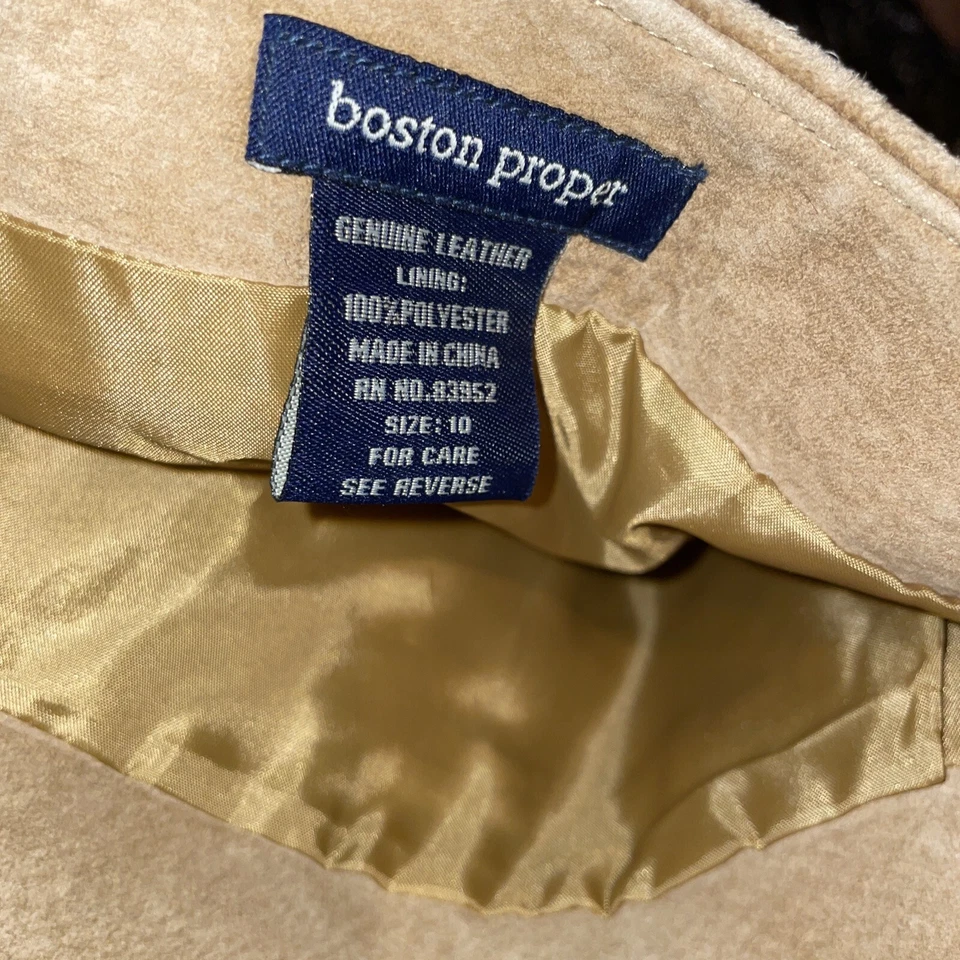 boston proper
GENUINE LEATHER
LINING:
100%POLYESTER
MADE IN CHINA
RN NO.83952
SIZE: 10
FOR CARE
SEE REVERSE